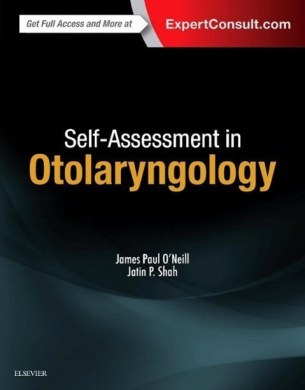 Get Full Access and More at
ExpertConsult.com
Self-Assessment in
Otolaryngology
James Paul O'Neill
Jatin P. Shah
ELSEVIER